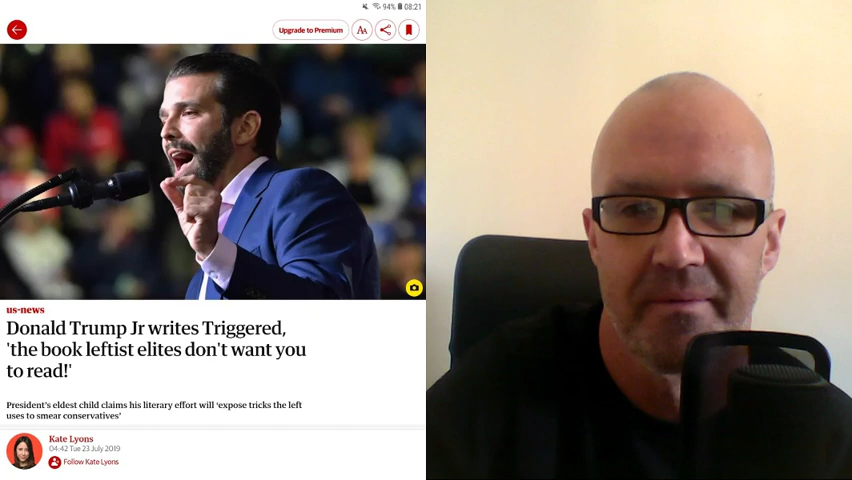 94% 08:21
Upgrade to Premium
AA
us-news
Donald Trump Jr writes Triggered,
'the book leftist elites don't want you
to read!'
President's eldest child claims his literary effort will 'expose tricks the left
uses to smear conservatives'
Kate Lyons
04:42 Tue 23 July 2019
Follow Kate Lyons